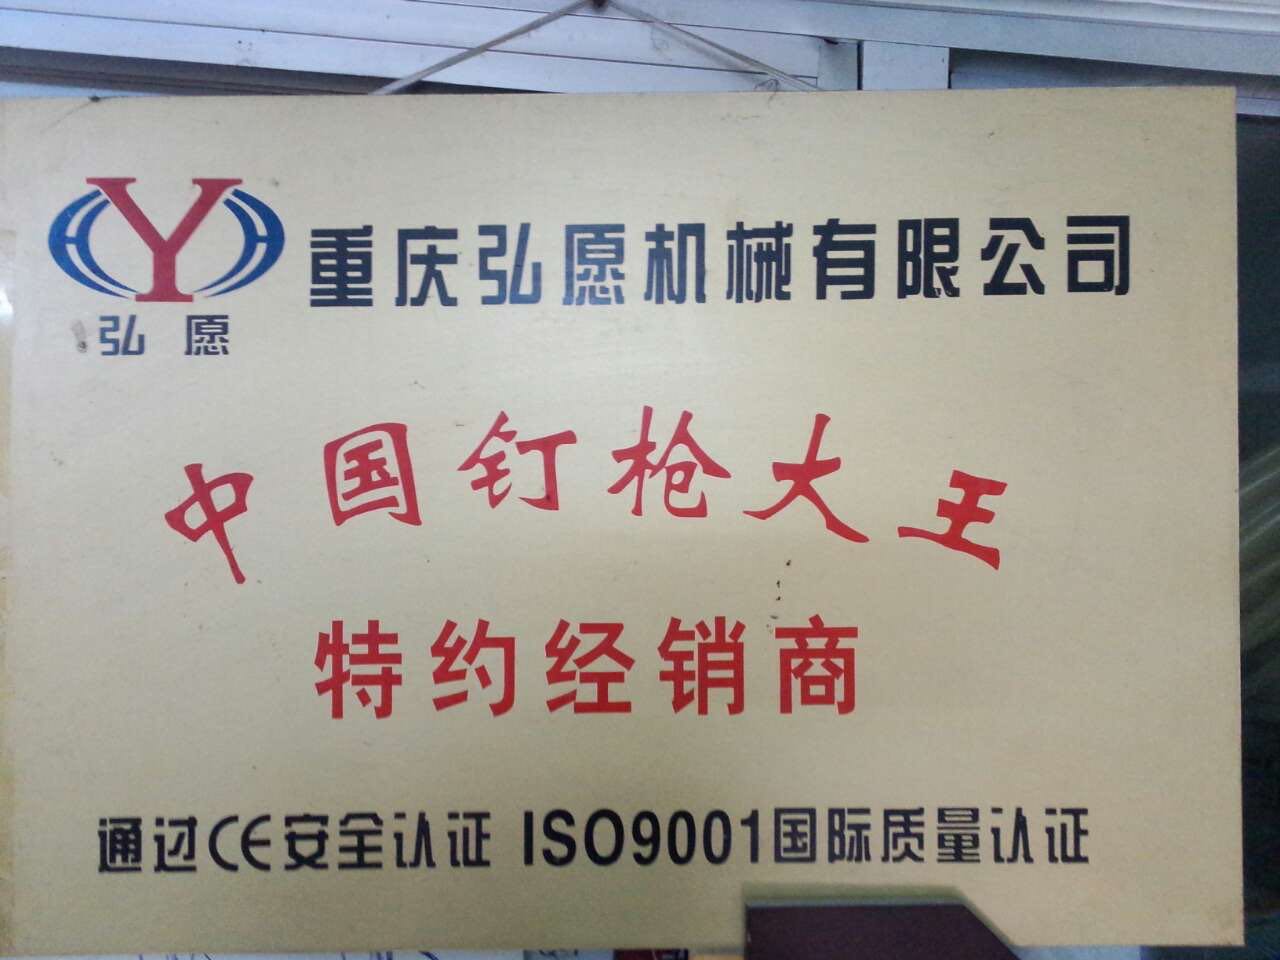 Y
重庆弘愿机械有限公司
弘愿
中国钉枪大王
特约经销商
通过CE安全认证 ISO9001国际质量认证